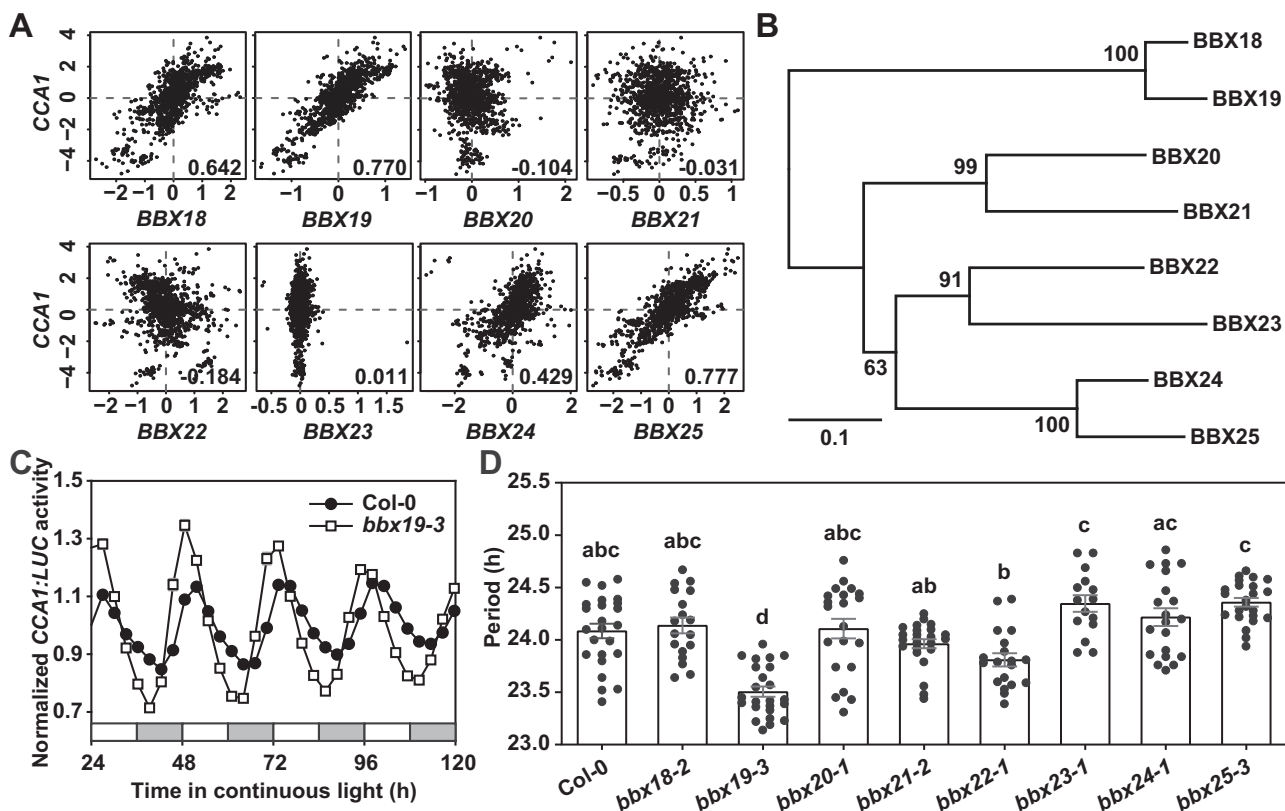 A
CCA1
4
2
0
−2
−4
0.642
0.770
-0.104
-0.031
−2 −1 0 1 2
−1 0 1
−1 0 1 2
−0.5 0 0.5 1
BBX18
BBX19
BBX20
BBX21
CCA1
4
2
0
−2
−4
-0.184
0.011
0.429
0.777
−2 −1 0 1 2
−0.5 0 0.5 1 1.5
−2 0 2
−2 −1 0 1 2
BBX22
BBX23
BBX24
BBX25
B
BBX18
100
BBX19
BBX20
99
BBX21
BBX22
91
BBX23
63
BBX24
100
BBX25
0.1
C
Normalized CCA1:LUC activity
1.5
1.3
1.1
0.9
0.7
Col-0
bbx19-3
24 48 72 96 120
Time in continuous light (h)
D
Period (h)
25.5
25.0
24.5
24.0
23.5
23.0
abc
abc
d
abc
ab
b
c
ac
c
Col-0
bbx18-2
bbx19-3
bbx20-1
bbx21-2
bbx22-1
bbx23-1
bbx24-1
bbx25-3